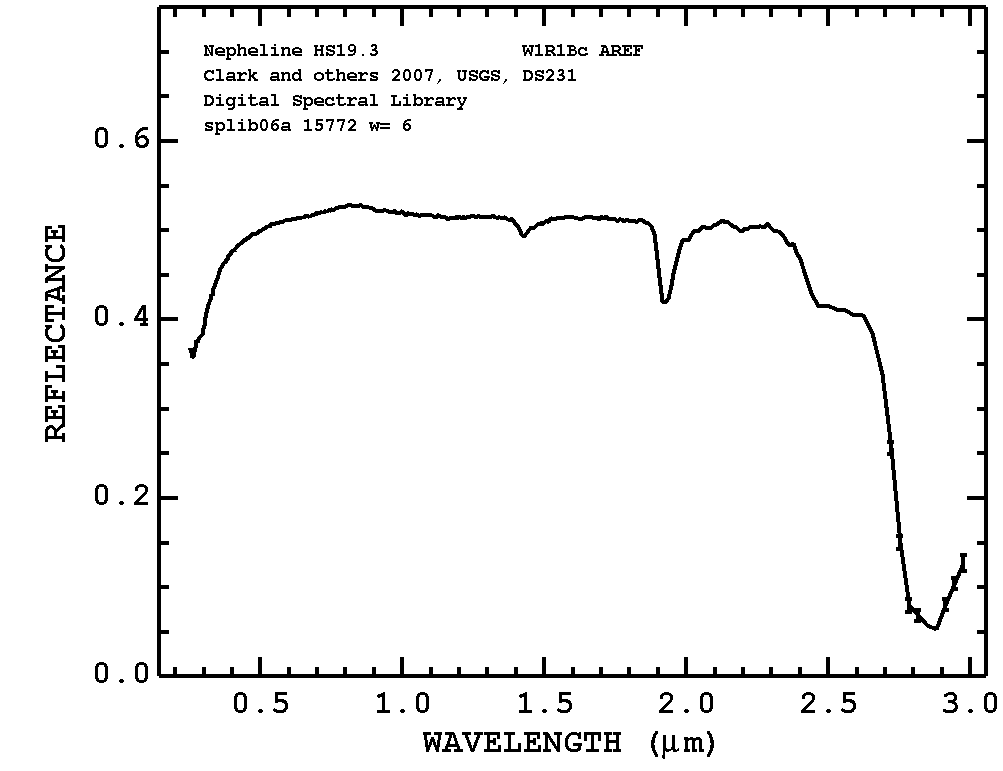 Nepheline HS19.3 W1R1Bc AREF
Clark and others 2007, USGS, DS231
Digital Spectral Library
splib06a 15772 w= 6
0.6
0.4
0.2
0.0
REFLECTANCE
0.5 1.0 1.5 2.0 2.5 3.0
WAVELENGTH (μm)